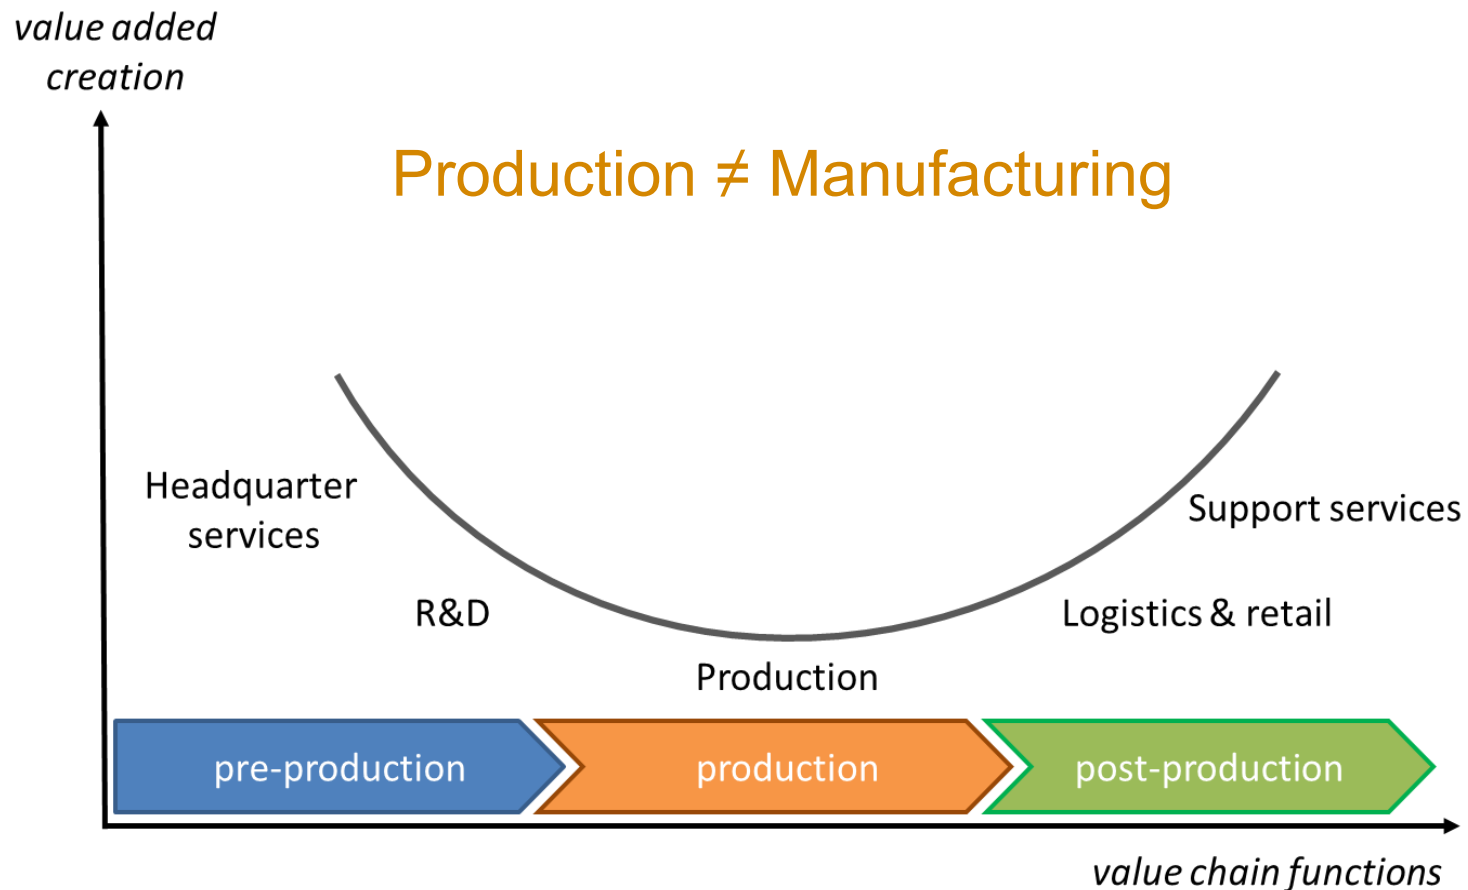 value added
creation
Production ≠ Manufacturing
Headquarter
services
Support services
R&D
Logistics & retail
Production
pre-production
production
post-production
value chain functions